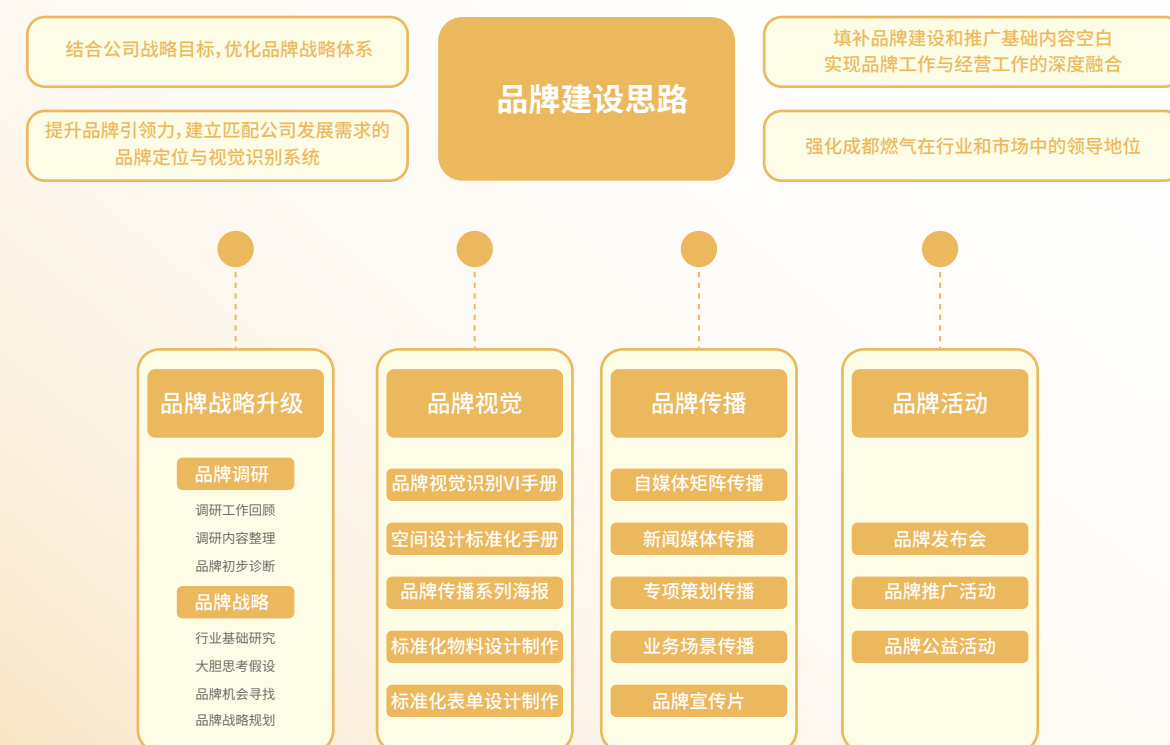 结合公司战略目标,优化品牌战略体系
提升品牌引领力,建立匹配公司发展需求的
品牌定位与视觉识别系统
品牌建设思路
填补品牌建设和推广基础内容空白
实现品牌工作与经营工作的深度融合
强化成都燃气在行业和市场中的领导地位
品牌战略升级
品牌调研
调研工作回顾
调研内容整理
品牌初步诊断
品牌战略
行业基础研究
大胆思考假设
品牌机会寻找
品牌战略规划
品牌视觉
品牌视觉识别VI手册
空间设计标准化手册
品牌传播系列海报
标准化物料设计制作
标准化表单设计制作
品牌传播
自媒体矩阵传播
新闻媒体传播
专项策划传播
业务场景传播
品牌宣传片
品牌活动
品牌发布会
品牌推广活动
品牌公益活动